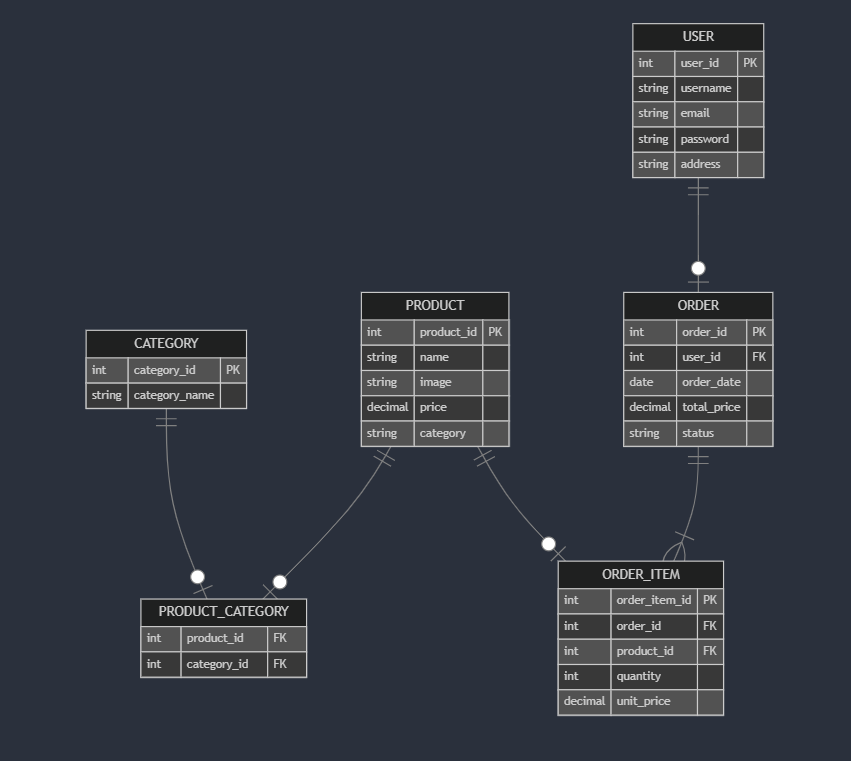 USER
int user_id PK
string username
string email
string password
string address
PRODUCT
int product_id PK
string name
string image
decimal price
string category
ORDER
int order_id PK
int user_id FK
date order_date
decimal total_price
string status
CATEGORY
int category_id PK
string category_name
PRODUCT_CATEGORY
int product_id FK
int category_id FK
ORDER_ITEM
int order_item_id PK
int order_id FK
int product_id FK
int quantity
decimal unit_price